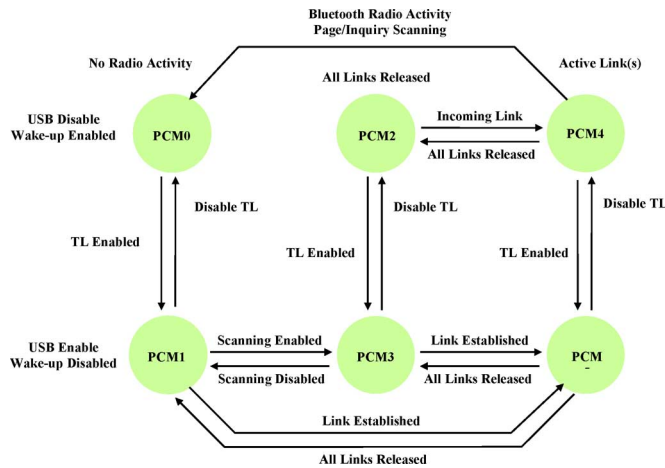 Bluetooth Radio Activity
Page/Inquiry Scanning
No Radio Activity
All Links Released
Active Link(s)
USB Disable
Wake-up Enabled
PCM0
PCM2
Incoming Link
All Links Released
PCM4
Disable TL
Disable TL
Disable TL
TL Enabled
TL Enabled
TL Enabled
USB Enable
Wake-up Disabled
PCM1
Scanning Enabled
Scanning Disabled
PCM3
Link Established
All Links Released
PCM
-
Link Established
All Links Released